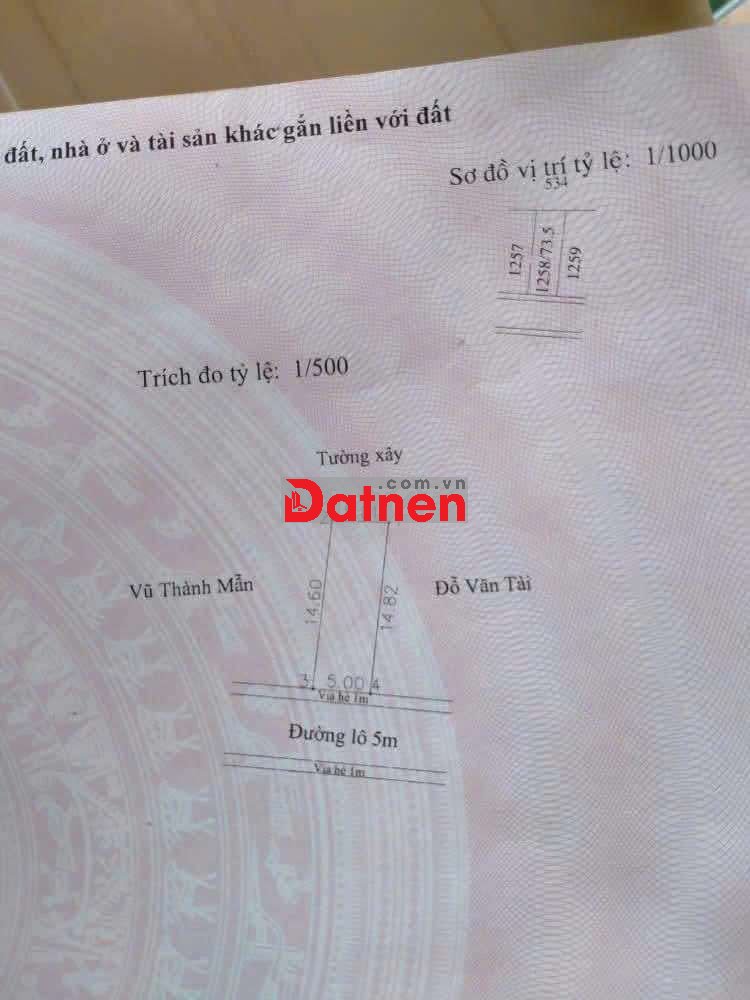 đất, nhà ở và tài sản khác gắn liền với đất
Sơ đồ vị trí tỷ lệ: 1/1000
534
1257
1258/73.5
1259
Trích đo tỷ lệ: 1/500
Tường xây
.com.vn
Datnen
Vũ Thành Mẫn
14.60
14.82
Đỗ Văn Tài
3 5.00 4
Vỉa hè 1m
Đường lô 5m
Vỉa hè 1m